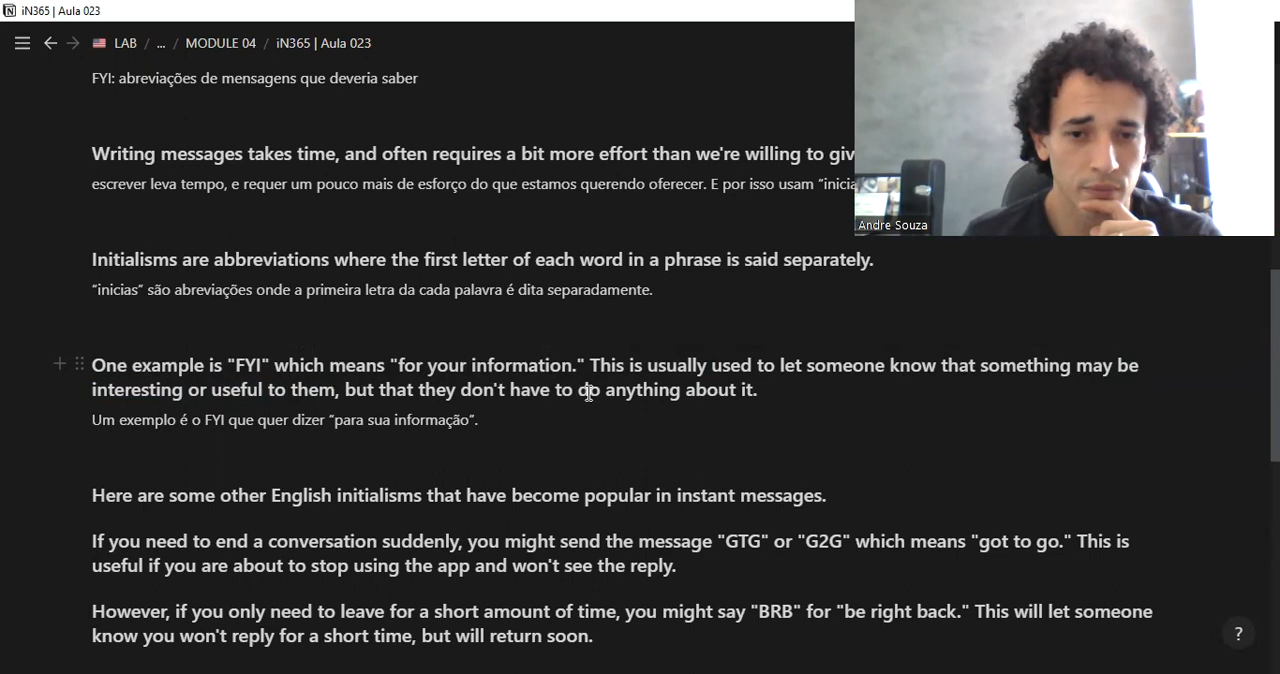 iN365 | Aula 023
LAB / ... / MODULE 04 / iN365 | Aula 023
FYI: abreviações de mensagens que deveria saber
Writing messages takes time, and often requires a bit more effort than we're willing to
escrever leva tempo, e requer um pouco mais de esforço do que estamos querendo oferecer. E por isso usam
Andre Souza
Initialisms are abbreviations where the first letter of each word in a phrase is said separately.
“inicias” são abreviações onde a primeira letra da cada palavra é dita separadamente.
One example is "FYI" which means "for your information." This is usually used to let someone know that something may be
interesting or useful to them, but that they don't have to do anything about it.
Um exemplo é o FYI que quer dizer “para sua informação”.
Here are some other English initialisms that have become popular in instant messages.
If you need to end a conversation suddenly, you might send the message "GTG" or "G2G" which means "got to go." This is
useful if you are about to stop using the app and won't see the reply.
However, if you only need to leave for a short amount of time, you might say "BRB" for "be right back." This will let someone
know you won't reply for a short time, but will return soon.
?